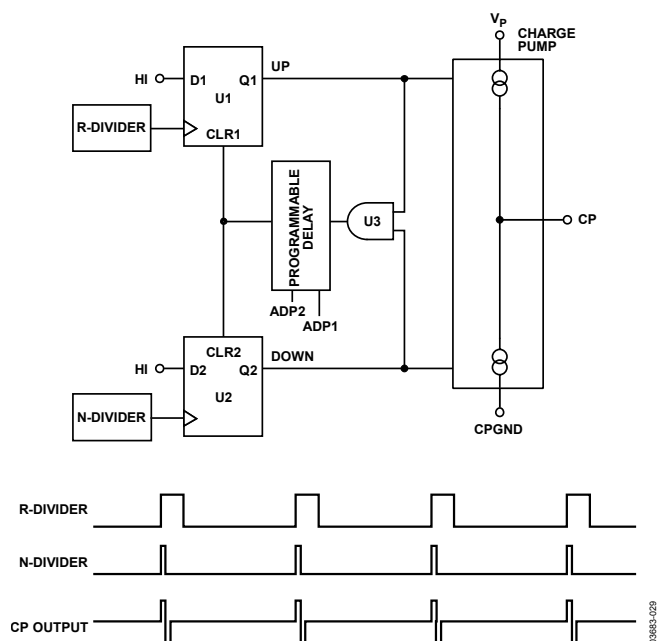 VP
CHARGE
PUMP
UP
HI
D1
Q1
U1
R-DIVIDER
CLR1
PROGRAMMABLE
DELAY
U3
CP
ADP2
ADP1
CLR2
DOWN
HI
D2
Q2
U2
N-DIVIDER
CPGND
R-DIVIDER
N-DIVIDER
CP OUTPUT
03683-029